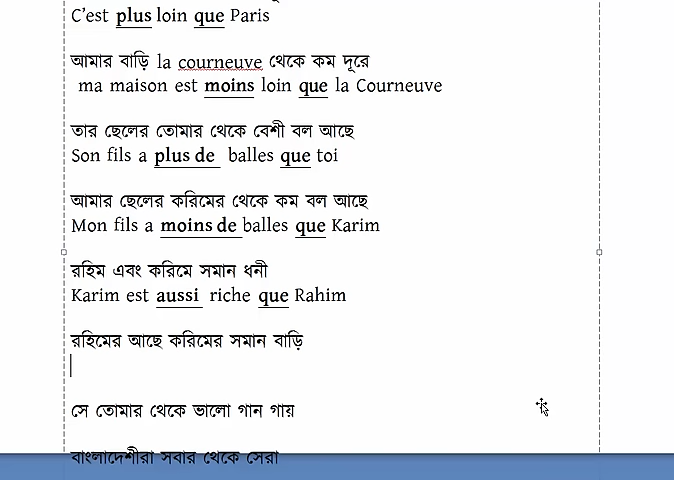 C'est plus loin que Paris
আমার বাড়ি la courneuve থেকে কম দূরে
ma maison est moins loin que la Courneuve
তার ছেলের তোমার থেকে বেশী বল আছে
Son fils a plus de balles que toi
আমার ছেলের করিমের থেকে কম বল আছে
Mon fils a moins de balles que Karim
রহিম এবং করিমে সমান ধনী
Karim est aussi riche que Rahim
রহিমের আছে করিমের সমান বাড়ি
সে তোমার থেকে ভালো গান গায়
বাংলাদেশীরা সবার থেকে সেরা